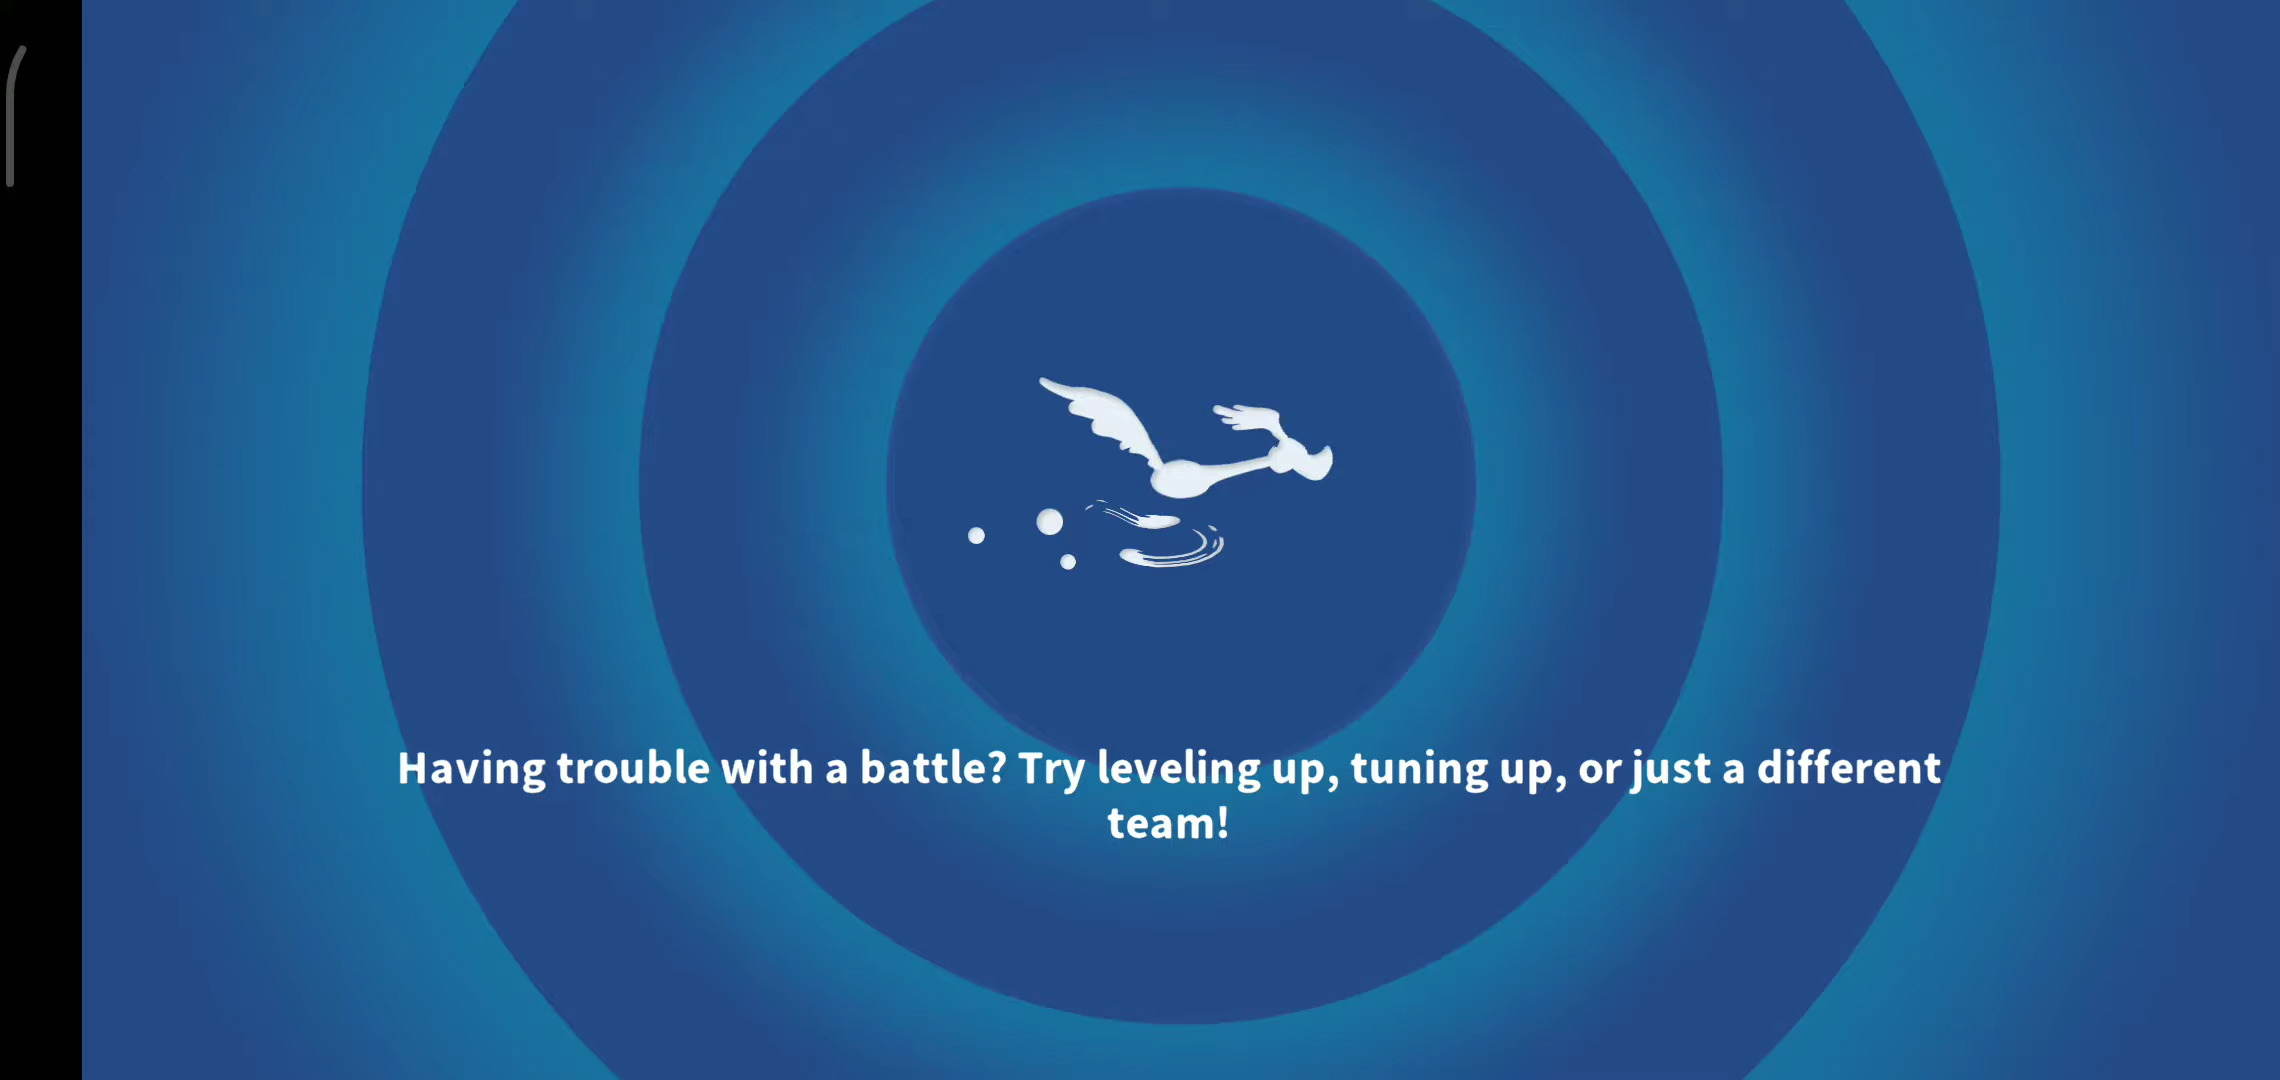 Having trouble with a battle? Try leveling up, tuning up, or just a different
team!